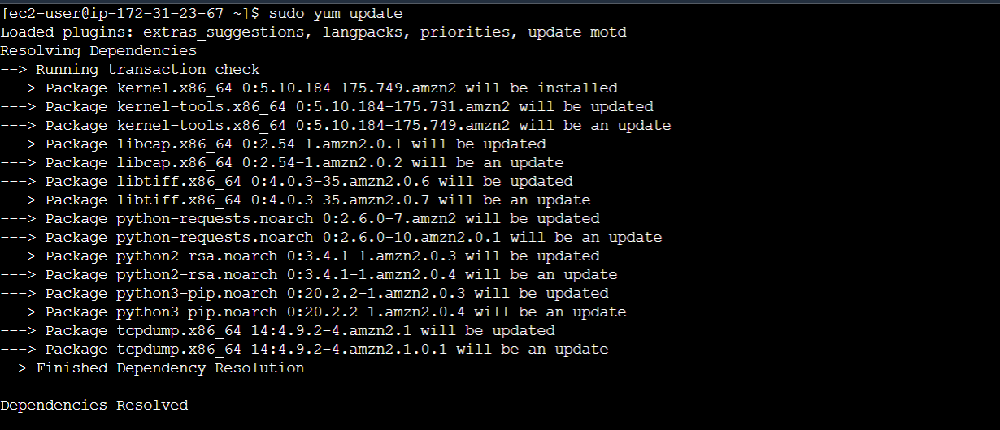 [ec2-user@ip-172-31-23-67 ~]$ sudo yum update
Loaded plugins: extras_suggestions, langpacks, priorities, update-motd
Resolving Dependencies
--> Running transaction check
---> Package kernel.x86_64 0:5.10.184-175.749.amzn2 will be installed
---> Package kernel-tools.x86_64 0:5.10.184-175.731.amzn2 will be updated
---> Package kernel-tools.x86_64 0:5.10.184-175.749.amzn2 will be an update
---> Package libcap.x86_64 0:2.54-1.amzn2.0.1 will be updated
---> Package libcap.x86_64 0:2.54-1.amzn2.0.2 will be an update
---> Package libtiff.x86_64 0:4.0.3-35.amzn2.0.6 will be updated
---> Package libtiff.x86_64 0:4.0.3-35.amzn2.0.7 will be an update
---> Package python-requests.noarch 0:2.6.0-7.amzn2 will be updated
---> Package python-requests.noarch 0:2.6.0-10.amzn2.0.1 will be an update
---> Package python2-rsa.noarch 0:3.4.1-1.amzn2.0.3 will be updated
---> Package python2-rsa.noarch 0:3.4.1-1.amzn2.0.4 will be an update
---> Package python3-pip.noarch 0:20.2.2-1.amzn2.0.3 will be updated
---> Package python3-pip.noarch 0:20.2.2-1.amzn2.0.4 will be an update
---> Package tcpdump.x86_64 14:4.9.2-4.amzn2.1 will be updated
---> Package tcpdump.x86_64 14:4.9.2-4.amzn2.1.0.1 will be an update
--> Finished Dependency Resolution
Dependencies Resolved